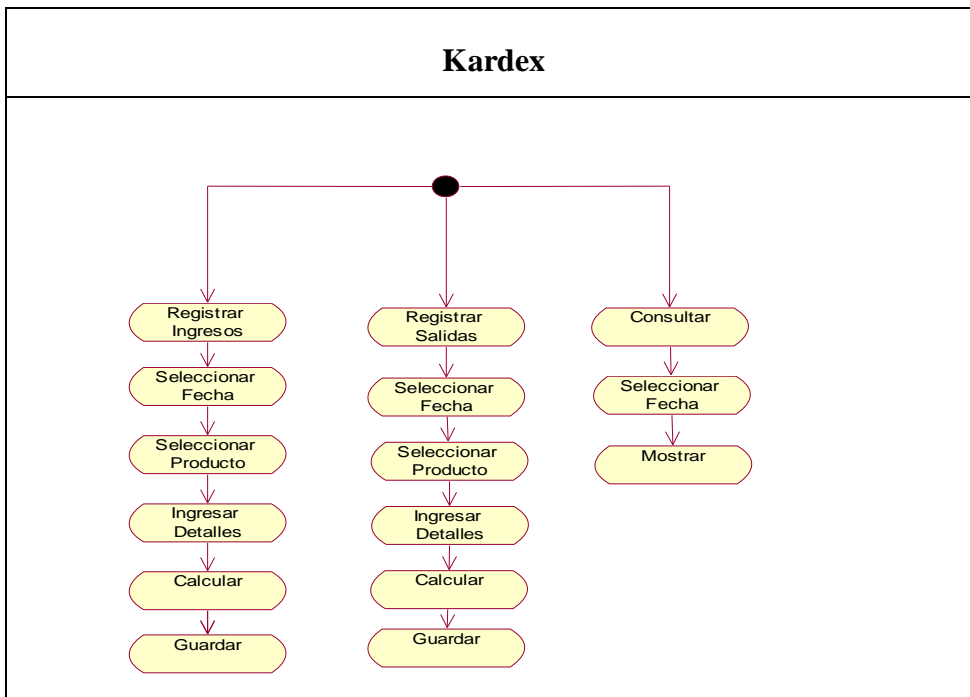 Kardex
Registrar
Ingresos
Seleccionar
Fecha
Seleccionar
Producto
Ingresar
Detalles
Calcular
Guardar
Registrar
Salidas
Seleccionar
Fecha
Seleccionar
Producto
Ingresar
Detalles
Calcular
Guardar
Consultar
Seleccionar
Fecha
Mostrar